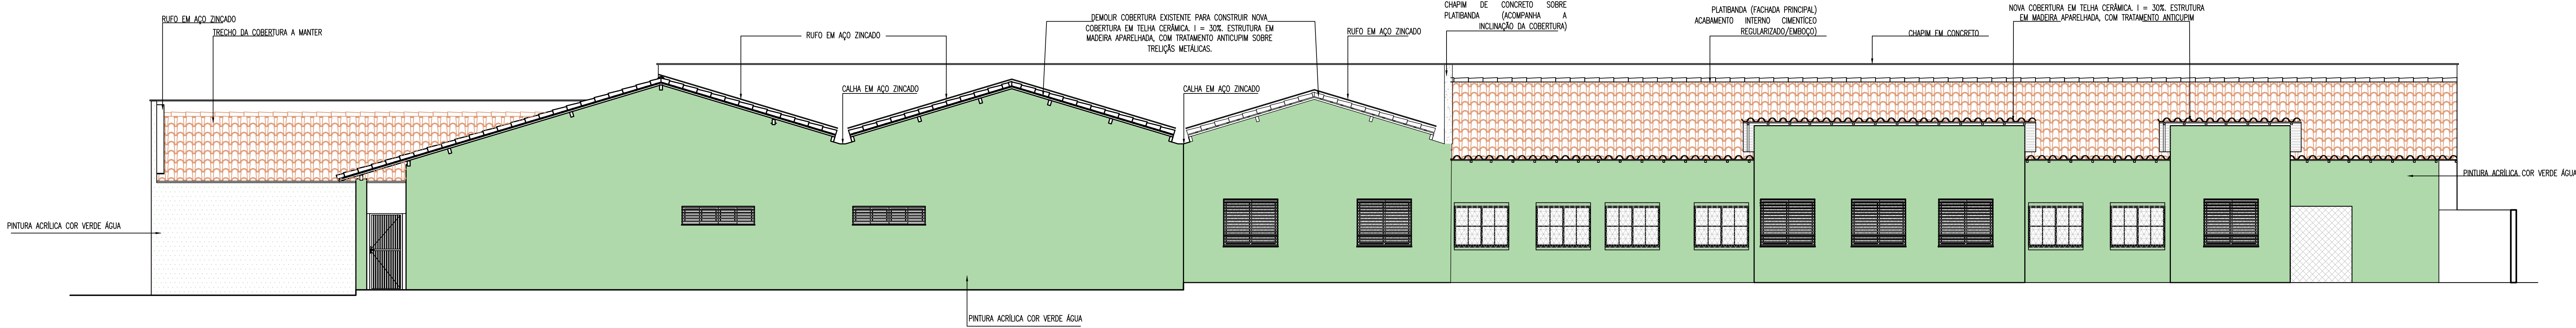 RUFO EM AÇO ZINCADO
TRECHO DA COBERTURA A MANTER
RUFO EM AÇO ZINCADO
DEMOLIR COBERTURA EXISTENTE PARA CONSTRUIR NOVA
COBERTURA EM TELHA CERÂMICA. I = 30%. ESTRUTURA EM
MADEIRA APARELHADA, COM TRATAMENTO ANTICUPIM SOBRE
TRELIÇÃS METÁLICAS.
RUFO EM AÇO ZINCADO
CHAPIM DE CONCRETO SOBRE
PLATIBANDA (ACOMPANHA A
INCLINAÇÃO DA COBERTURA)
PLATIBANDA (FACHADA PRINCIPAL)
ACABAMENTO INTERNO CIMENTÍCEO
REGULARIZADO/EMBOÇO)
CHAPIM EM CONCRETO
NOVA COBERTURA EM TELHA CERÂMICA. I = 30%. ESTRUTURA
EM MADEIRA APARELHADA, COM TRATAMENTO ANTICUPIM
CALHA EM AÇO ZINCADO
CALHA EM AÇO ZINCADO
PINTURA ACRÍLICA COR VERDE ÁGUA
PINTURA ACRÍLICA COR VERDE ÁGUA
PINTURA ACRÍLICA COR VERDE ÁGUA